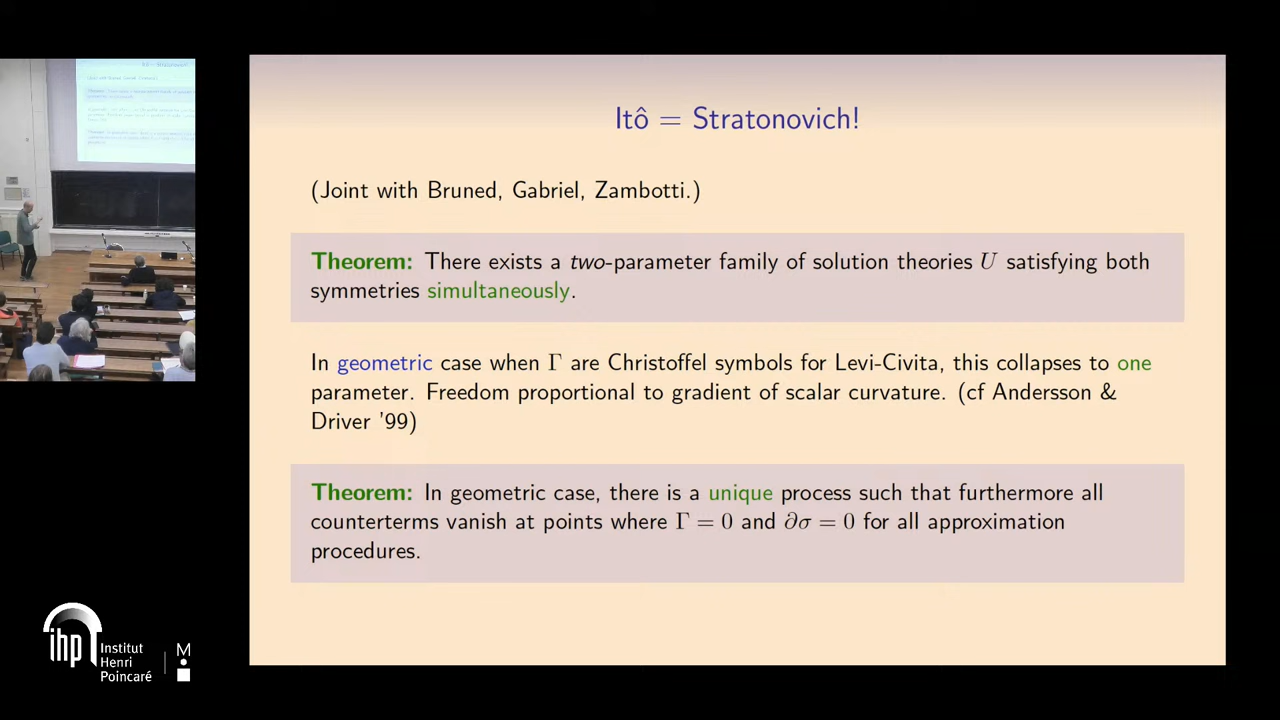 Itô = Stratonovich!
(Joint with Bruned, Gabriel, Zambotti.)
Theorem: There exists a two-parameter family of solution theories U satisfying both
symmetries simultaneously.
In geometric case when Γ are Christoffel symbols for Levi-Civita, this collapses to one
parameter. Freedom proportional to gradient of scalar curvature. (cf Andersson &
Driver '99)
Theorem: In geometric case, there is a unique process such that furthermore all
counterterms vanish at points where Γ = 0 and ∂σ = 0 for all approximation
procedures.
ihp
Institut
Henri
Poincaré
M